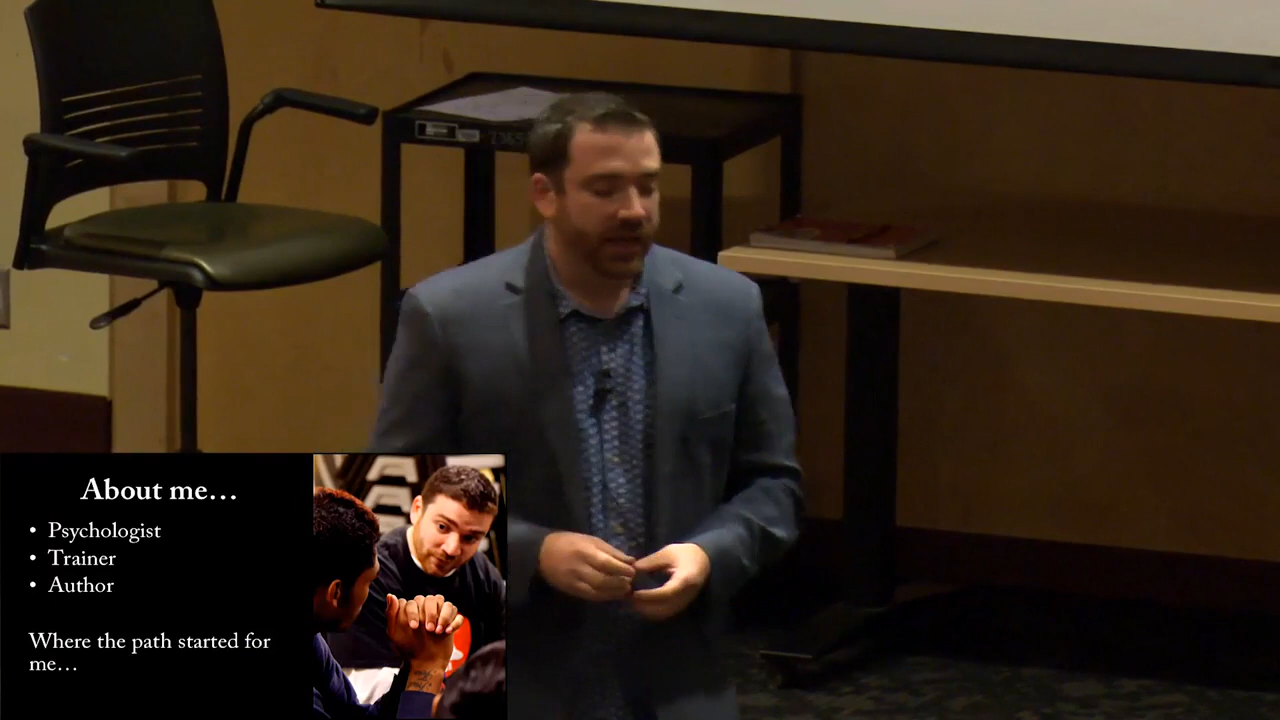 About me…
• Psychologist
• Trainer
• Author
Where the path started for
me…